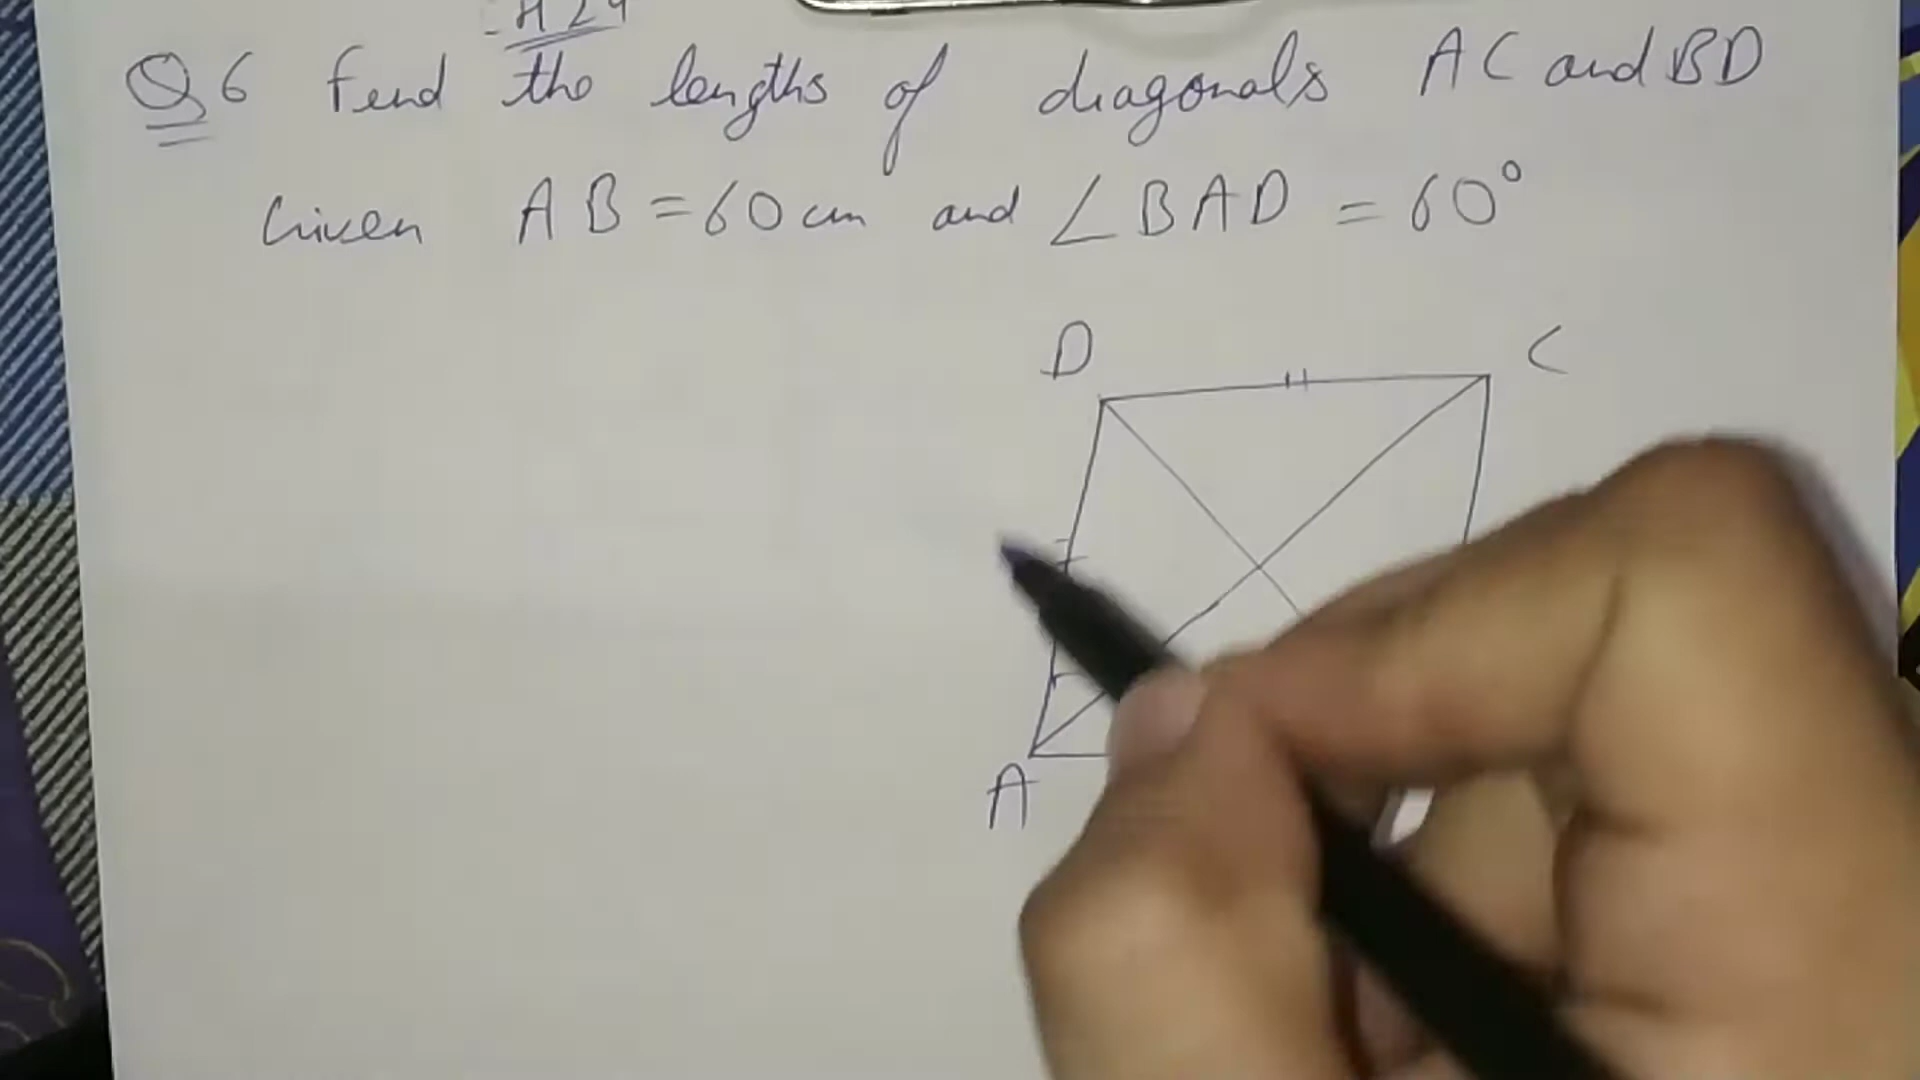 Q6 Find the lengths of diagonals AC and BD
Given AB = 60 cm and ∠BAD = 60°
D C
A